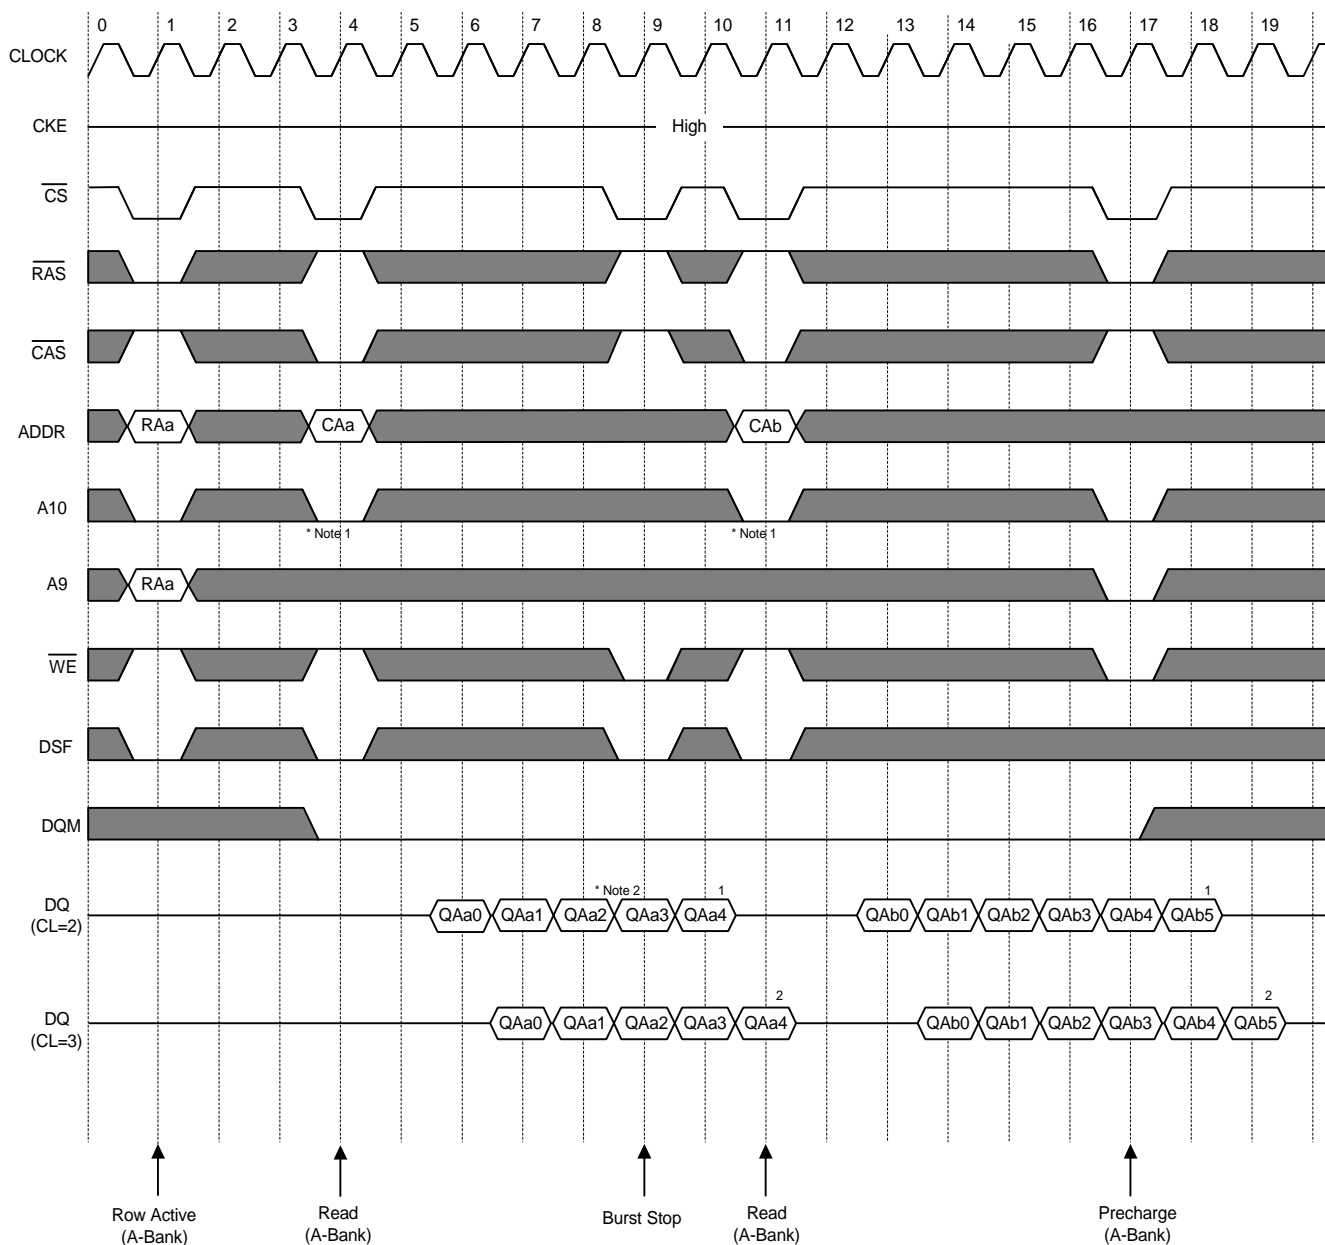 0 1 2 3 4 5 6 7 8 9 10 11 12 13 14 15 16 17 18 19
CLOCK
CKE High
CS
RAS
CAS
ADDR RAa CAa CAb
A10
* Note 1 * Note 1
A9 RAa
WE
DSF
DQM
* Note 2 1 1
DQ
(CL=2)
QAa0 QAa1 QAa2 QAa3 QAa4 QAb0 QAb1 QAb2 QAb3 QAb4 QAb5
2 2
DQ
(CL=3)
QAa0 QAa1 QAa2 QAa3 QAa4 QAb0 QAb1 QAb2 QAb3 QAb4 QAb5
Row Active
(A-Bank)
Read
(A-Bank)
Burst Stop
Read
(A-Bank)
Precharge
(A-Bank)